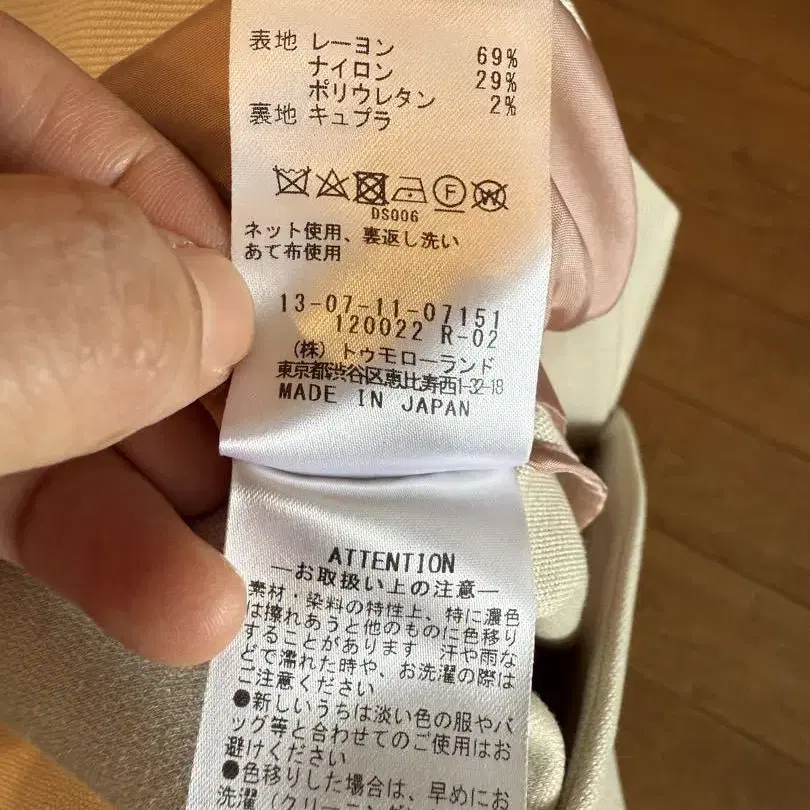 表地 レーヨン 69%
ナイロン 29%
ポリウレタン 2%
裏地 キュプラ
F W
DS006
ネット使用、裏返し洗い
あて布使用
13-07-11-07151
120022 R-02
(株) トゥモローランド
東京都渋谷区恵比寿西1-32-18
MADE IN JAPAN
ATTENTION
―お取扱い上の注意―
素材・染料の特性上、特に濃色
は擦れあうと他のものに色移り
することがあります 汗や雨な
どで濡れた時や、お洗濯の際は
ご注意ください
●新しいうちは淡い色の服やバ
ッグ等と合わせてのご使用はお
避けください
●色移りした場合は、早めにお
洗濯(クリーニング